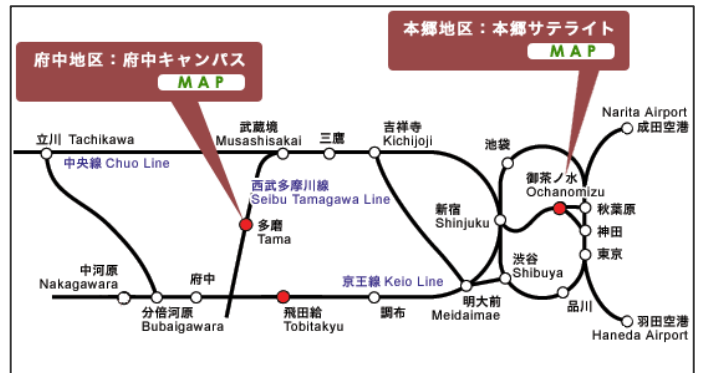 本郷地区:本郷サテライト
MAP
府中地区:府中キャンパス
MAP
Narita Airport
成田空港
立川 Tachikawa
武蔵境
Musashisakai
三鷹
吉祥寺
Kichijoji
池袋
中央線 Chuo Line
御茶ノ水
Ochanomizu
西武多摩川線
Seibu Tamagawa Line
秋葉原
新宿
Shinjuku
多磨
Tama
神田
東京
渋谷
Shibuya
中河原
Nakagawara
府中
京王線 Keio Line
分倍河原
Bubaigawara
飛田給
Tobitakyu
調布
明大前
Meidaimae
品川
羽田空港
Haneda Airport